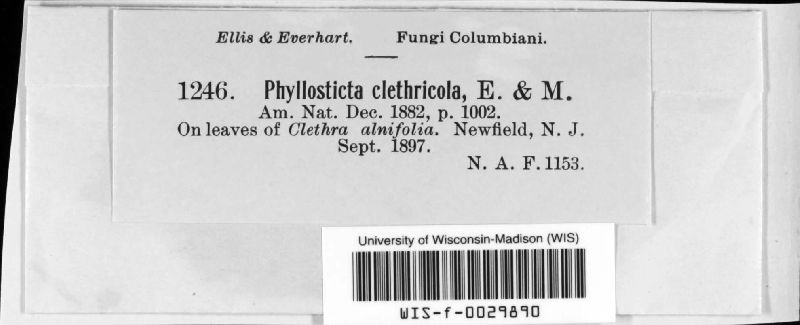 Ellis & Everhart. Fungi Columbiani.
1246. Phyllosticta clethricola, E. & M.
Am. Nat. Dec. 1882, p. 1002.
On leaves of Clethra alnifolia. Newfield, N. J.
Sept. 1897.
N. A. F. 1153.
University of Wisconsin-Madison (WIS)
WIS-f-0029890